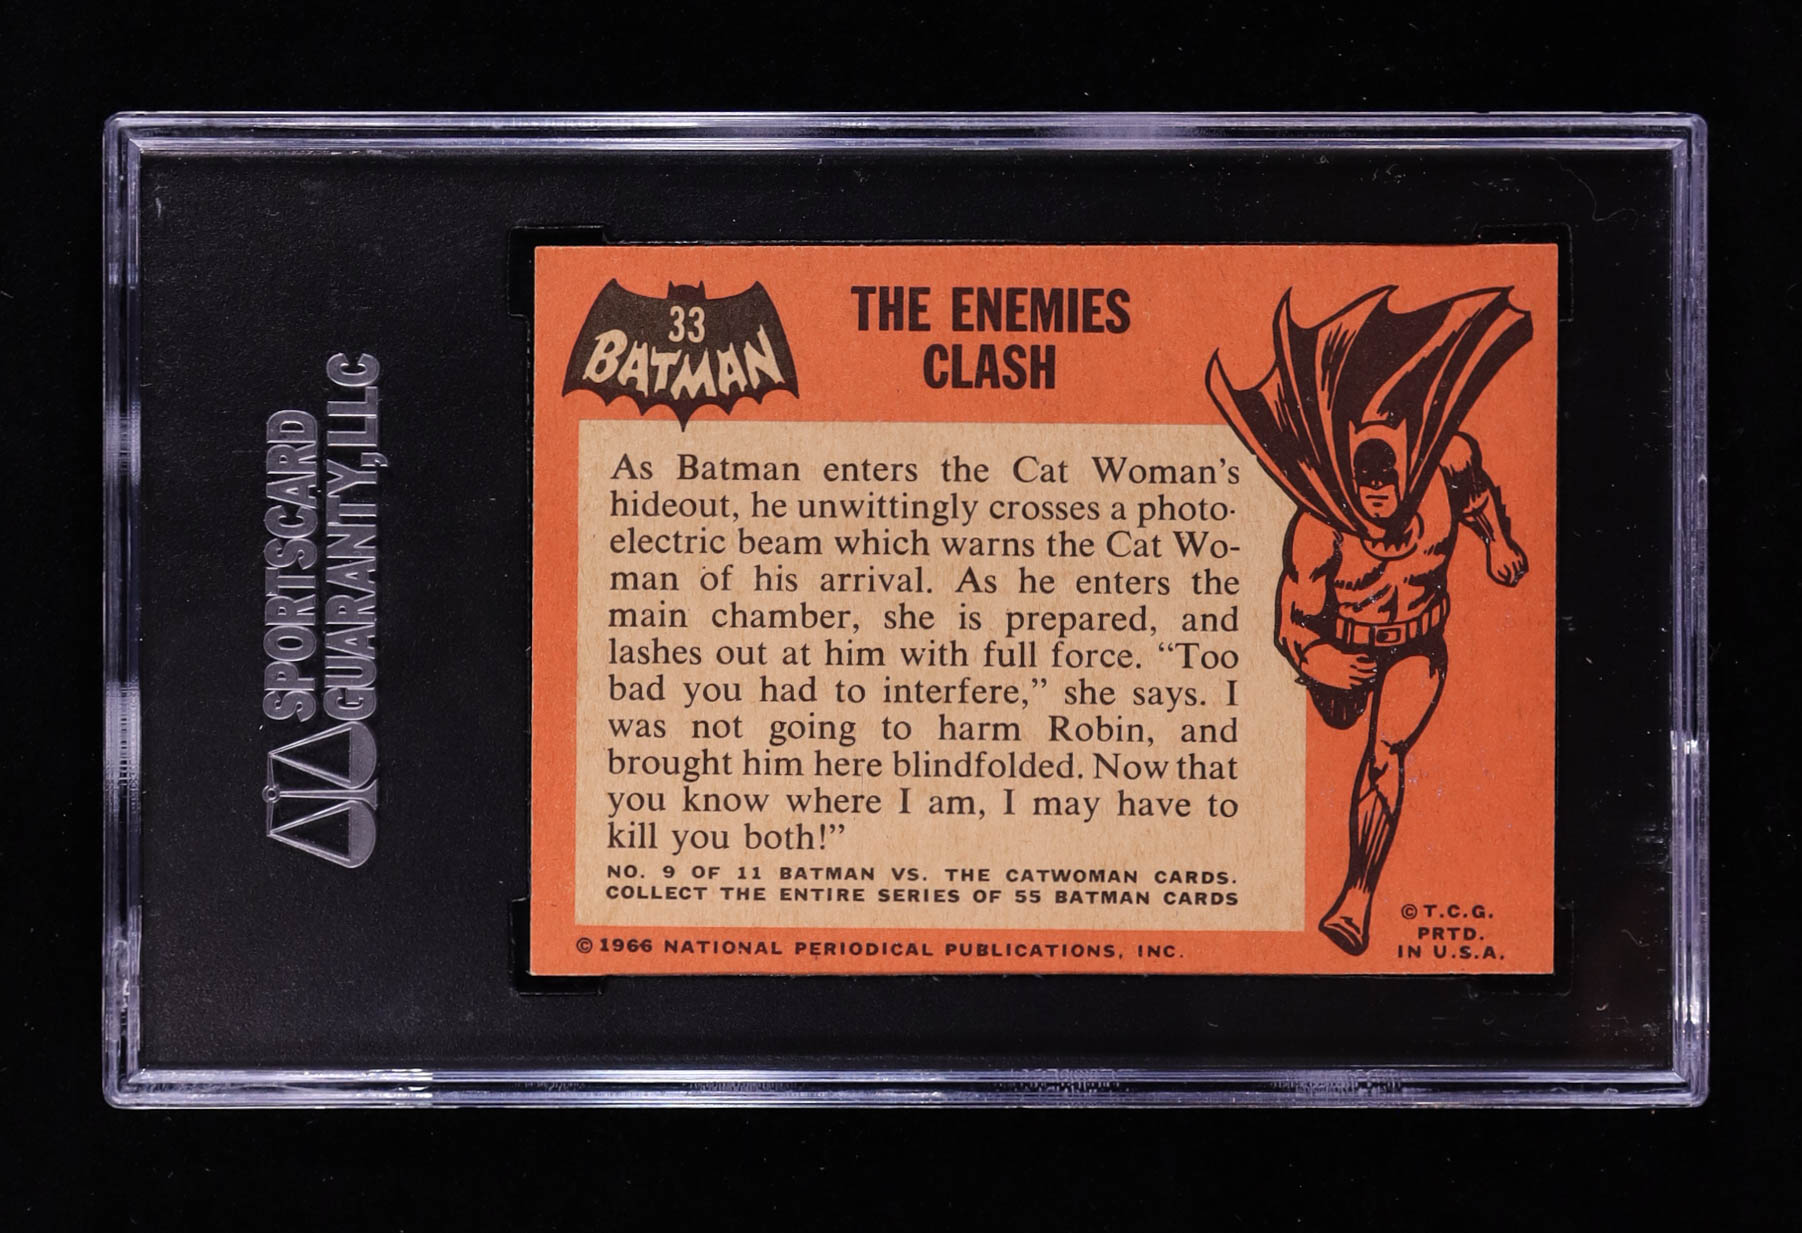 SPORTSCARD
GUARANTY,LLC
33
BATMAN
THE ENEMIES
CLASH
As Batman enters the Cat Woman's
hideout, he unwittingly crosses a photo-
electric beam which warns the Cat Wo-
man of his arrival. As he enters the
main chamber, she is prepared, and
lashes out at him with full force. “Too
bad you had to interfere,” she says. I
was not going to harm Robin, and
brought him here blindfolded. Now that
you know where I am, I may have to
kill you both!”
NO. 9 OF 11 BATMAN VS. THE CATWOMAN CARDS.
COLLECT THE ENTIRE SERIES OF 55 BATMAN CARDS
© 1966 NATIONAL PERIODICAL PUBLICATIONS, INC.
© T.C.G.
PRTD.
IN U.S.A.